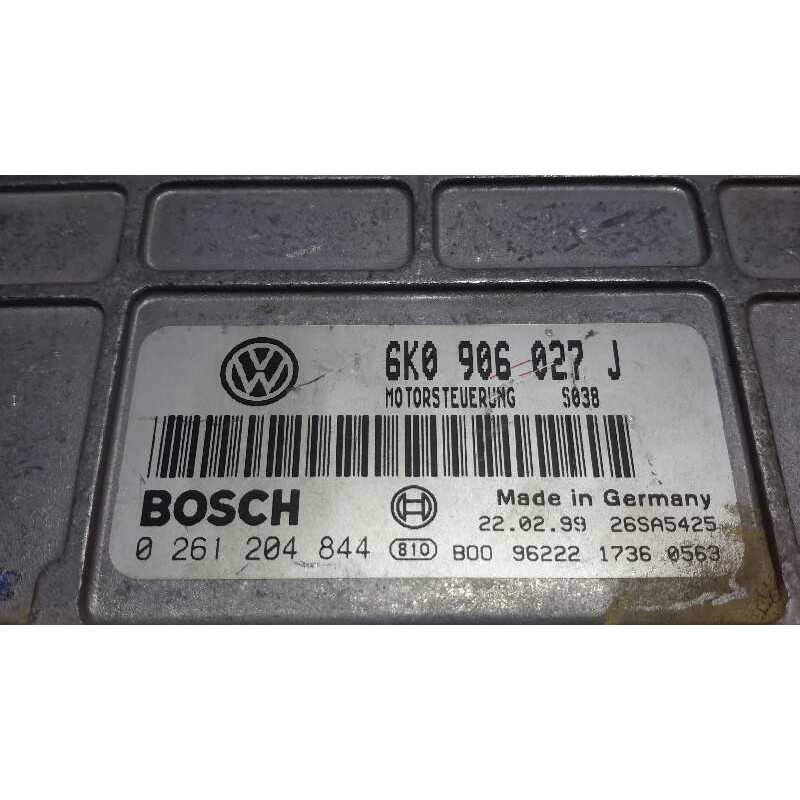 6K0 906 027 J
MOTORSTEUERUNG S038
BOSCH
Made in Germany
22.02.99 26SA5425
0 261 204 844 810 B00 96222 1736 0563